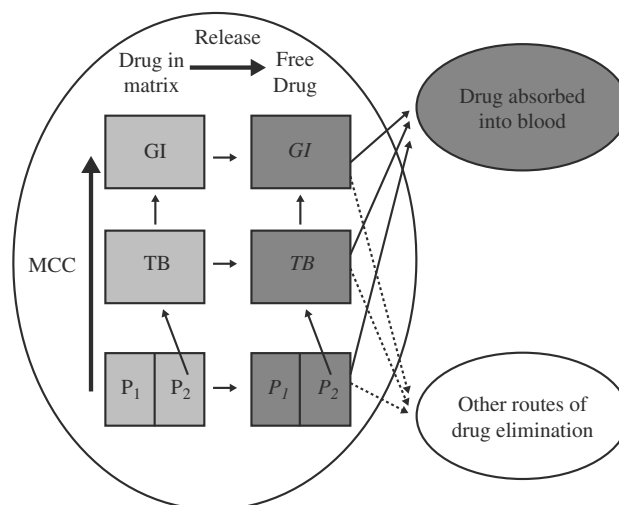 Release
Drug in
matrix
Free
Drug
Drug absorbed
into blood
GI
GI
MCC
TB
TB
P1
P2
P1
P2
Other routes of
drug elimination